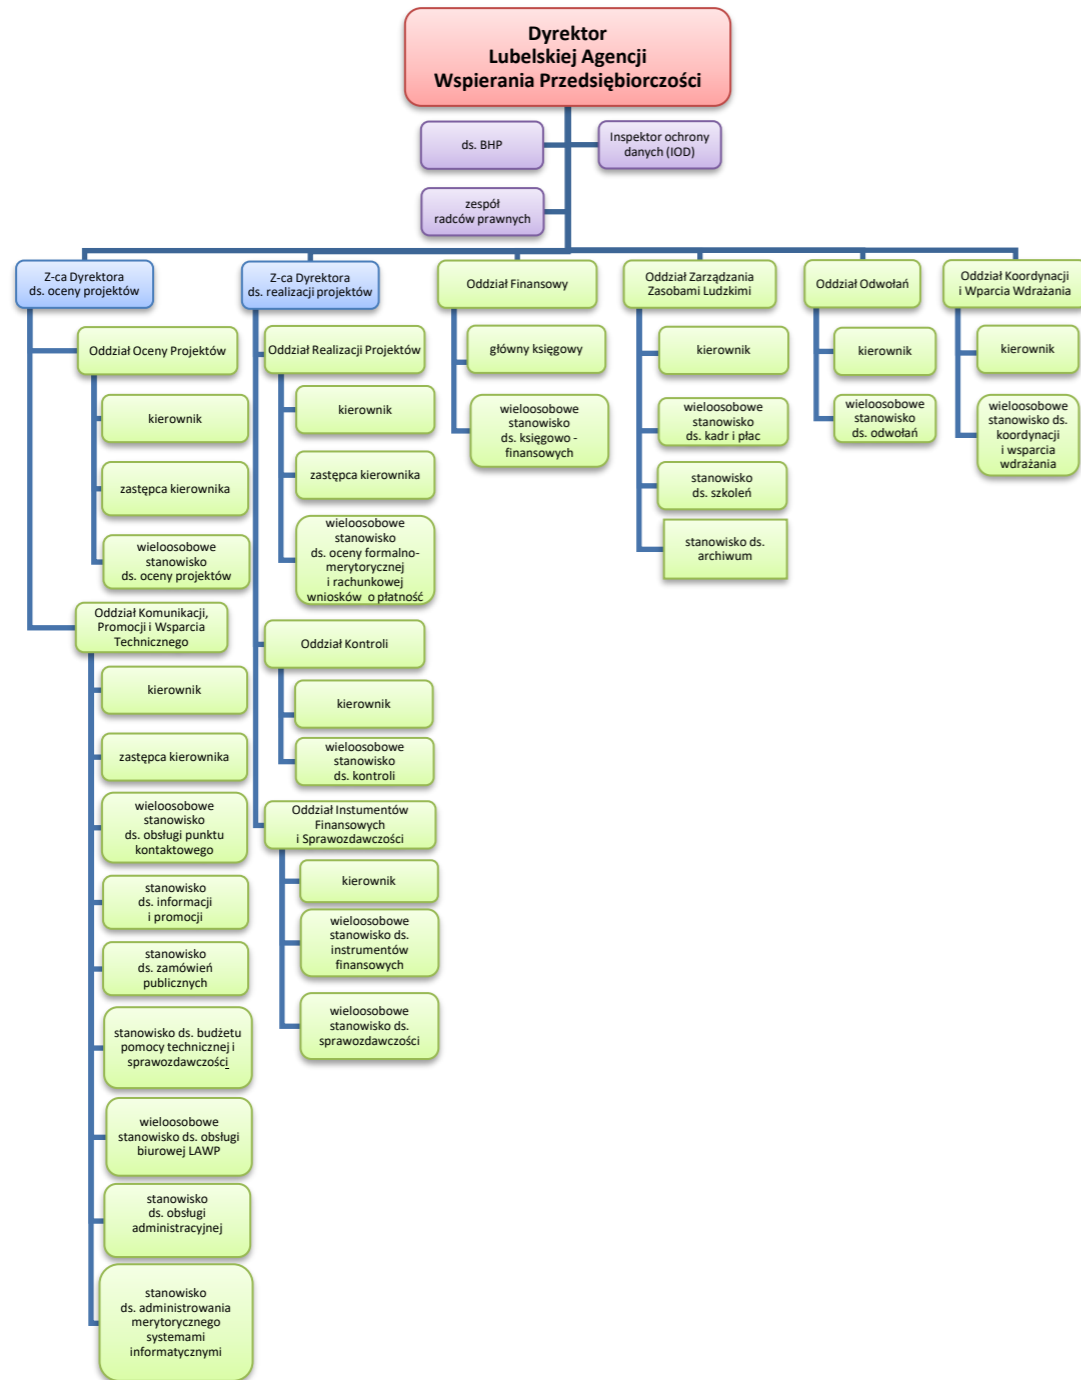 Dyrektor
Lubelskiej Agencji
Wspierania Przedsiębiorczości
ds. BHP
Inspektor ochrony
danych (IOD)
zespół
radców prawnych
Z-ca Dyrektora
ds. oceny projektów
Z-ca Dyrektora
ds. realizacji projektów
Oddział Finansowy
Oddział Zarządzania
Zasobami Ludzkimi
Oddział Odwołań
Oddział Koordynacji
i Wparcia Wdrażania
Oddział Oceny Projektów
kierownik
zastępca kierownika
wieloosobowe
stanowisko
ds. oceny projektów
Oddział Komunikacji,
Promocji i Wsparcia
Technicznego
kierownik
zastępca kierownika
wieloosobowe
stanowisko
ds. obsługi punktu
kontaktowego
stanowisko
ds. informacji
i promocji
stanowisko
ds. zamówień
publicznych
stanowisko ds. budżetu
pomocy technicznej i
sprawozdawczości
wieloosobowe
stanowisko ds. obsługi
biurowej LAWP
stanowisko
ds. obsługi
administracyjnej
stanowisko
ds. administrowania
merytorycznego
systemami
informatycznymi
Oddział Realizacji Projektów
kierownik
zastępca kierownika
wieloosobowe
stanowisko
ds. oceny formalno-
merytorycznej
i rachunkowej
wniosków o płatność
Oddział Kontroli
kierownik
wieloosobowe
stanowisko
ds. kontroli
Oddział Instumentów
Finansowych
i Sprawozdawczości
kierownik
wieloosobowe
stanowisko ds.
instrumentów
finansowych
wieloosobowe
stanowisko ds.
sprawozdawczości
główny księgowy
wieloosobowe
stanowisko
ds. księgowo -
finansowych
kierownik
wieloosobowe
stanowisko
ds. kadr i płac
stanowisko
ds. szkoleń
stanowisko ds.
archiwum
kierownik
wieloosobowe
stanowisko
ds. odwołań
kierownik
wieloosobowe
stanowisko ds.
koordynacji
i wsparcia
wdrażania